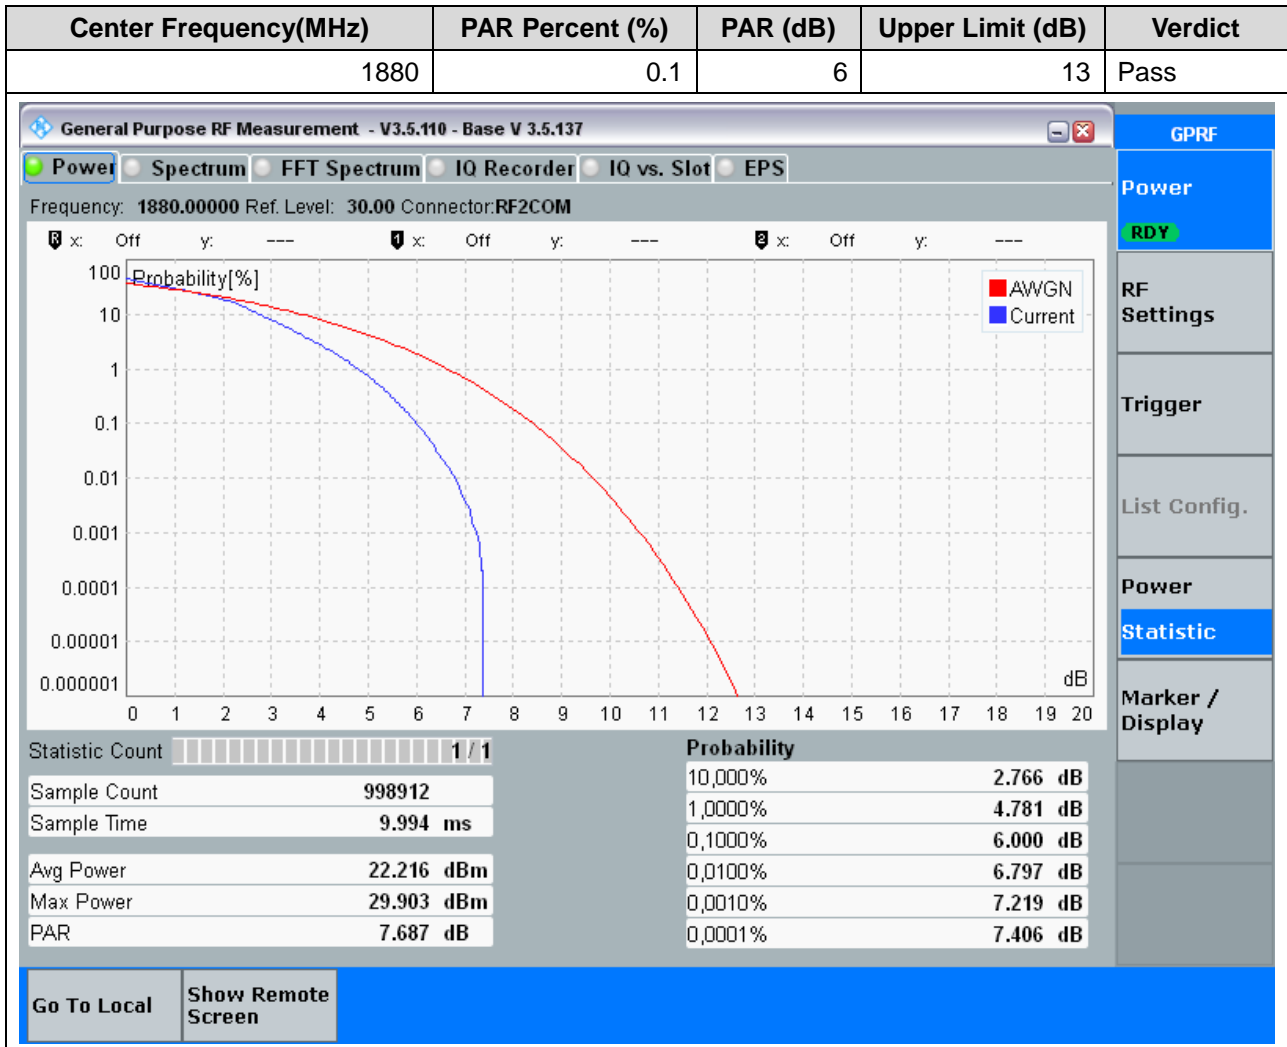 Center Frequency(MHz) PAR Percent (%) PAR (dB) Upper Limit (dB) Verdict
1880 0.1 6 13 Pass
General Purpose RF Measurement - V3.5.110 - Base V 3.5.137
GPRF
Power Spectrum FFT Spectrum IQ Recorder IQ vs. Slot EPS
Frequency: 1880.00000 Ref. Level: 30.00 Connector:RF2COM
R x: Off y: --- 1 x: Off y: --- 2 x: Off y: ---
Probability[%]
AWGN
Current
100
10
1
0.1
0.01
0.001
0.0001
0.00001
0.000001
dB
0 1 2 3 4 5 6 7 8 9 10 11 12 13 14 15 16 17 18 19 20
Statistic Count 1 / 1
Sample Count 998912
Sample Time 9.994 ms
Avg Power 22.216 dBm
Max Power 29.903 dBm
PAR 7.687 dB
Probability
10,000% 2.766 dB
1,0000% 4.781 dB
0,1000% 6.000 dB
0,0100% 6.797 dB
0,0010% 7.219 dB
0,0001% 7.406 dB
Power
RDY
RF
Settings
Trigger
List Config.
Power
Statistic
Marker /
Display
Go To Local
Show Remote
Screen